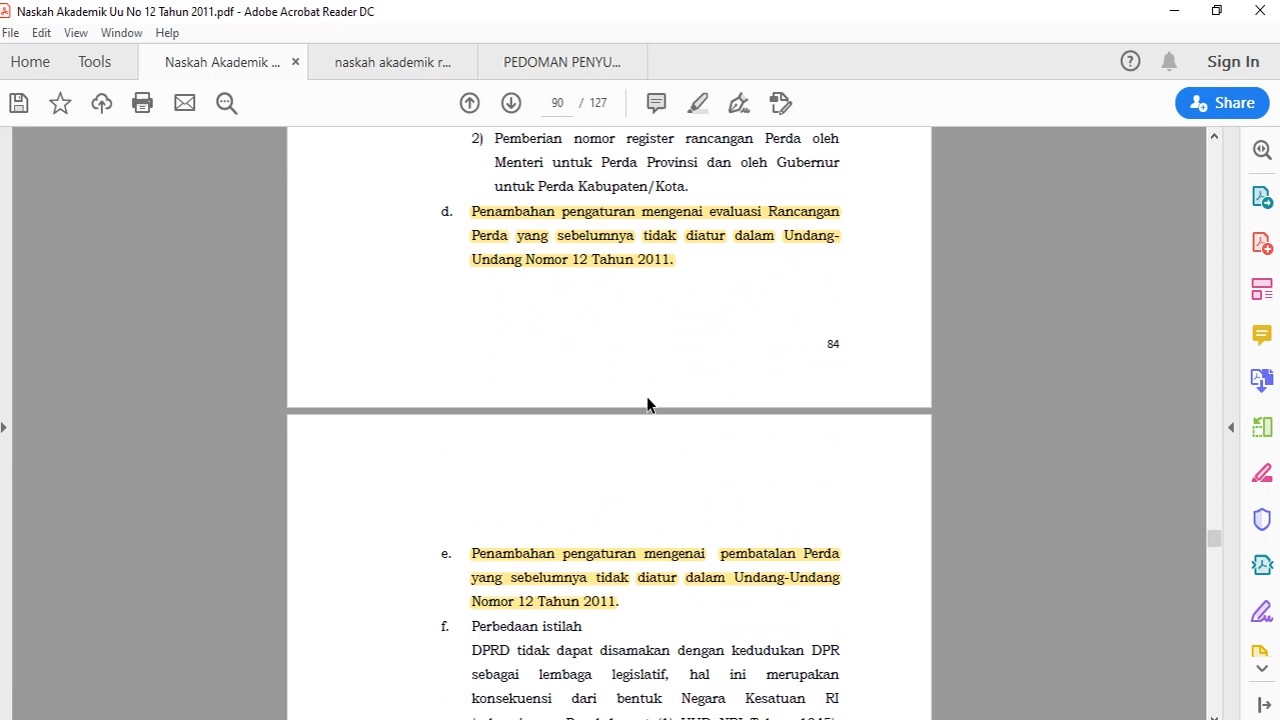 Naskah Akademik Uu No 12 Tahun 2011.pdf - Adobe Acrobat Reader DC
File Edit View Window Help
Home Tools Naskah Akademik ... × naskah akademik r... PEDOMAN PENYU... Sign In
90 / 127 Share
2) Pemberian nomor register rancangan Perda oleh
Menteri untuk Perda Provinsi dan oleh Gubernur
untuk Perda Kabupaten/Kota.
d. Penambahan pengaturan mengenai evaluasi Rancangan
Perda yang sebelumnya tidak diatur dalam Undang-
Undang Nomor 12 Tahun 2011.
84
e. Penambahan pengaturan mengenai pembatalan Perda
yang sebelumnya tidak diatur dalam Undang-Undang
Nomor 12 Tahun 2011.
f. Perbedaan istilah
DPRD tidak dapat disamakan dengan kedudukan DPR
sebagai lembaga legislatif, hal ini merupakan
konsekuensi dari bentuk Negara Kesatuan RI